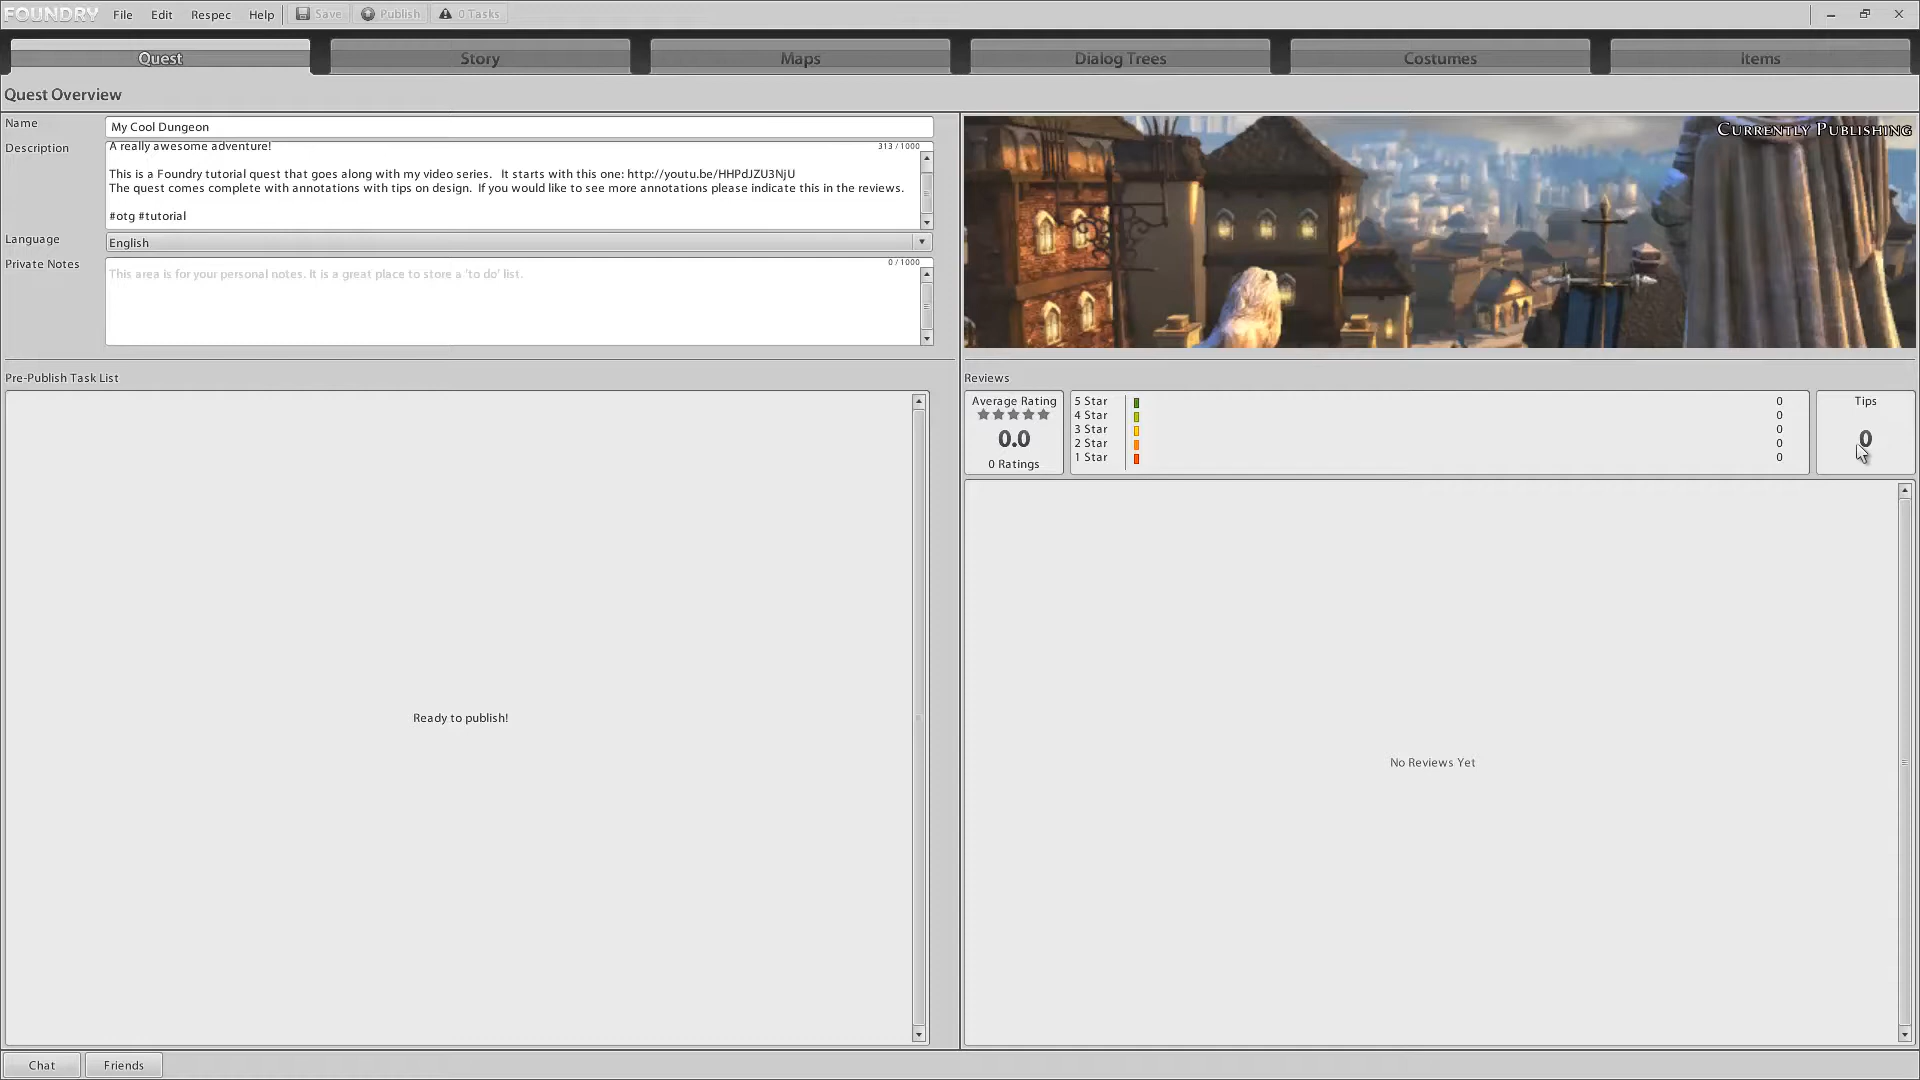 FOUNDRY File Edit Respec Help Save Publish 0 Tasks
Quest Story Maps Dialog Trees Costumes Items
Quest Overview
Name My Cool Dungeon
Description A really awesome adventure! 313 / 1000
This is a Foundry tutorial quest that goes along with my video series. It starts with this one: http://youtu.be/HHPdJZU3NjU
The quest comes complete with annotations with tips on design. If you would like to see more annotations please indicate this in the reviews.
#otg #tutorial
Language English
Private Notes 0 / 1000
This area is for your personal notes. It is a great place to store a 'to do' list.
Currently Publishing
Pre-Publish Task List
Ready to publish!
Reviews
Average Rating
0.0
0 Ratings
5 Star 0
4 Star 0
3 Star 0
2 Star 0
1 Star 0
Tips
0
No Reviews Yet
Chat Friends